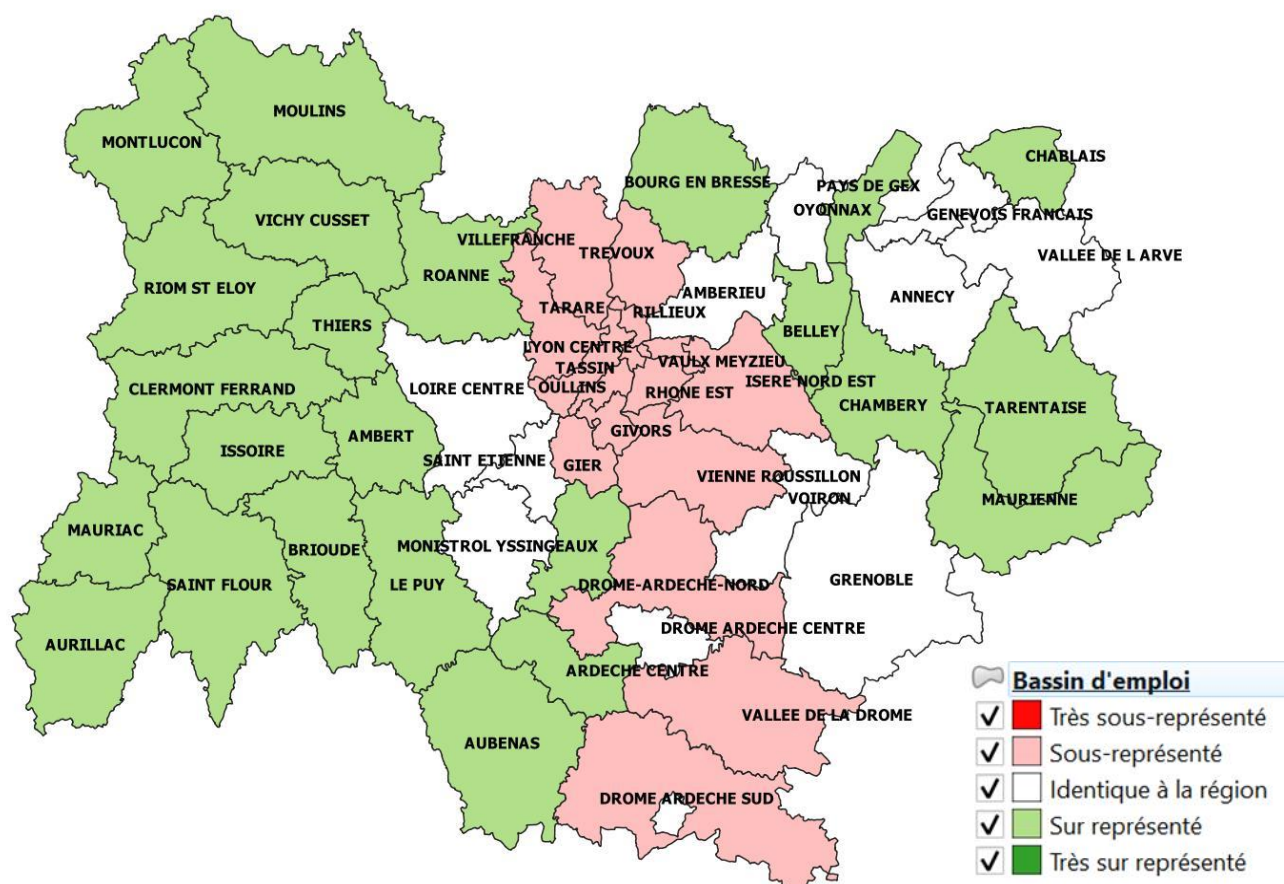 MOULINS
MONTLUCON
CHABLAIS
BOURG EN BRESSE
PAYS DE GEX
OYONNAX
GENEVOIS FRANCAIS
VICHY CUSSET
VILLEFRANCHE
TREVOUX
VALLEE DE L ARVE
ROANNE
RIOM ST ELOY
AMBERIEU
ANNECY
TARARE
RILLIEUX
THIERS
BELLEY
LYON CENTRE
VAULX MEYZIEU
TASSIN
ISERE NORD EST
CLERMONT FERRAND
LOIRE CENTRE
OULLINS
RHONE EST
CHAMBERY
TARENTAISE
AMBERT
GIVORS
ISSOIRE
SAINT ETIENNE
GIER
VIENNE ROUSSILLON
VOIRON
MAURIENNE
MAURIAC
BRIOUDE
MONISTROL YSSINGEAUX
SAINT FLOUR
LE PUY
DROME-ARDECHE-NORD
GRENOBLE
DROME ARDECHE CENTRE
AURILLAC
ARDECHE CENTRE
VALLEE DE LA DROME
AUBENAS
DROME ARDECHE SUD
Bassin d'emploi
Très sous-représenté
Sous-représenté
Identique à la région
Sur représenté
Très sur représenté